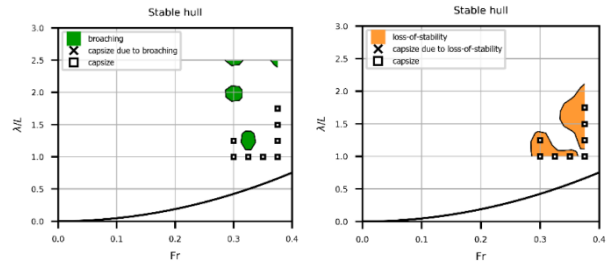 Stable hull
broaching
capsize due to broaching
capsize
3.0
2.5
2.0
1.5
1.0
0.5
0.0
λ/L
0.0 0.1 0.2 0.3 0.4
Fr
Stable hull
loss-of-stability
capsize due to loss-of-stability
capsize
3.0
2.5
2.0
1.5
1.0
0.5
0.0
λ/L
0.0 0.1 0.2 0.3 0.4
Fr